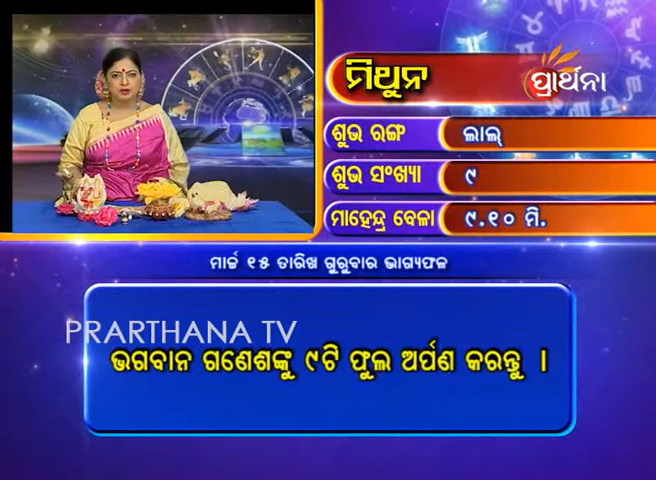 ମିଥୁନ
ପ୍ରାର୍ଥନା
ଶୁଭ ରଙ୍ଗ ଲାଲ୍
ଶୁଭ ସଂଖ୍ୟା ୯
ମାହେନ୍ଦ୍ର ବେଳା ୯.୧୦ ମି.
ମାର୍ଚ୍ଚ ୧୫ ତାରିଖ ଗୁରୁବାର ଭାଗ୍ୟଫଳ
PRARTHANA TV
ଭଗବାନ ଗଣେଶଙ୍କୁ ୯ଟି ଫୁଲ ଅର୍ପଣ କରନ୍ତୁ ।